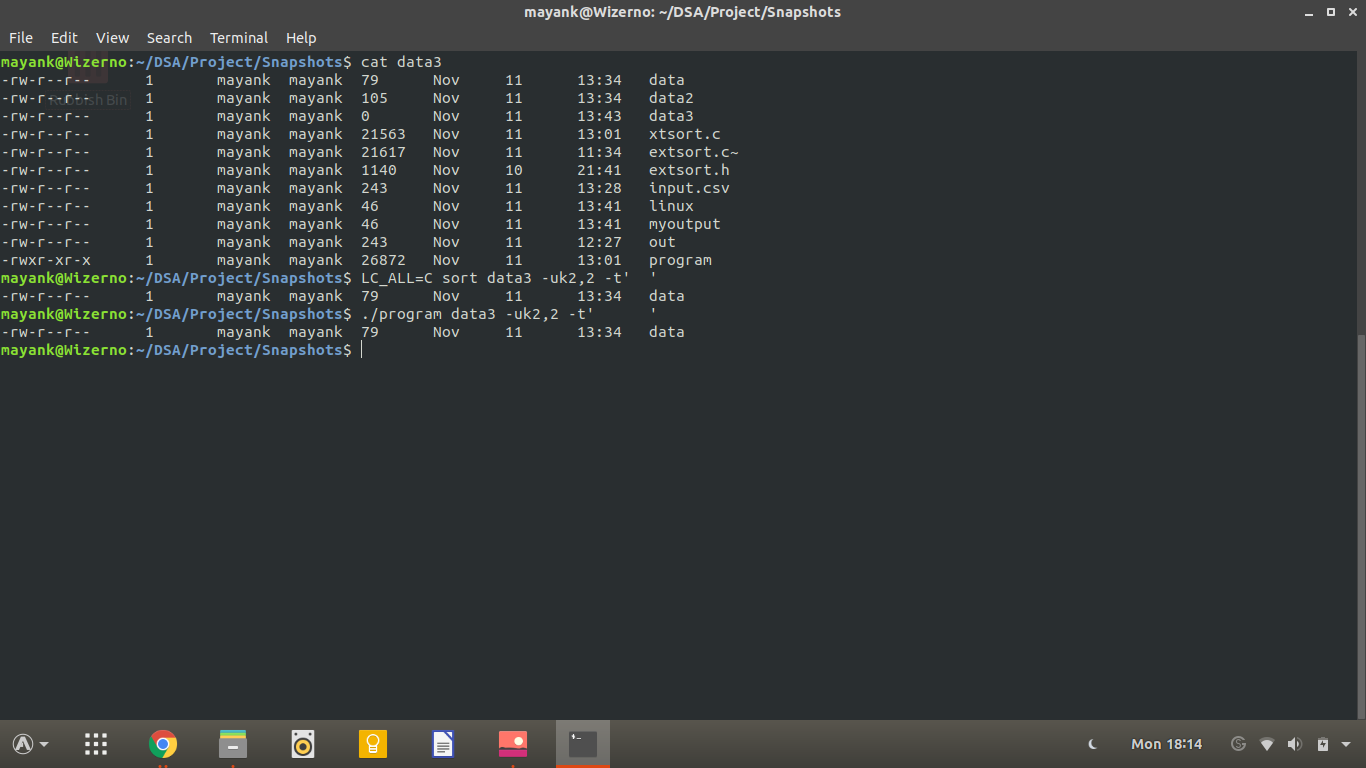 mayank@Wizerno: ~/DSA/Project/Snapshots
File Edit View Search Terminal Help
mayank@Wizerno:~/DSA/Project/Snapshots$ cat data3
-rw-r--r-- 1 mayank mayank 79 Nov 11 13:34 data
-rw-r--r-- 1 mayank mayank 105 Nov 11 13:34 data2
Rubbish Bin
-rw-r--r-- 1 mayank mayank 0 Nov 11 13:43 data3
-rw-r--r-- 1 mayank mayank 21563 Nov 11 13:01 xtsort.c
-rw-r--r-- 1 mayank mayank 21617 Nov 11 11:34 extsort.c~
-rw-r--r-- 1 mayank mayank 1140 Nov 10 21:41 extsort.h
-rw-r--r-- 1 mayank mayank 243 Nov 11 13:28 input.csv
-rw-r--r-- 1 mayank mayank 46 Nov 11 13:41 linux
-rw-r--r-- 1 mayank mayank 46 Nov 11 13:41 myoutput
-rw-r--r-- 1 mayank mayank 243 Nov 11 12:27 out
-rwxr-xr-x 1 mayank mayank 26872 Nov 11 13:01 program
mayank@Wizerno:~/DSA/Project/Snapshots$ LC_ALL=C sort data3 -uk2,2 -t'	'
-rw-r--r-- 1 mayank mayank 79 Nov 11 13:34 data
mayank@Wizerno:~/DSA/Project/Snapshots$ ./program data3 -uk2,2 -t'	'
-rw-r--r-- 1 mayank mayank 79 Nov 11 13:34 data
mayank@Wizerno:~/DSA/Project/Snapshots$
Mon 18:14